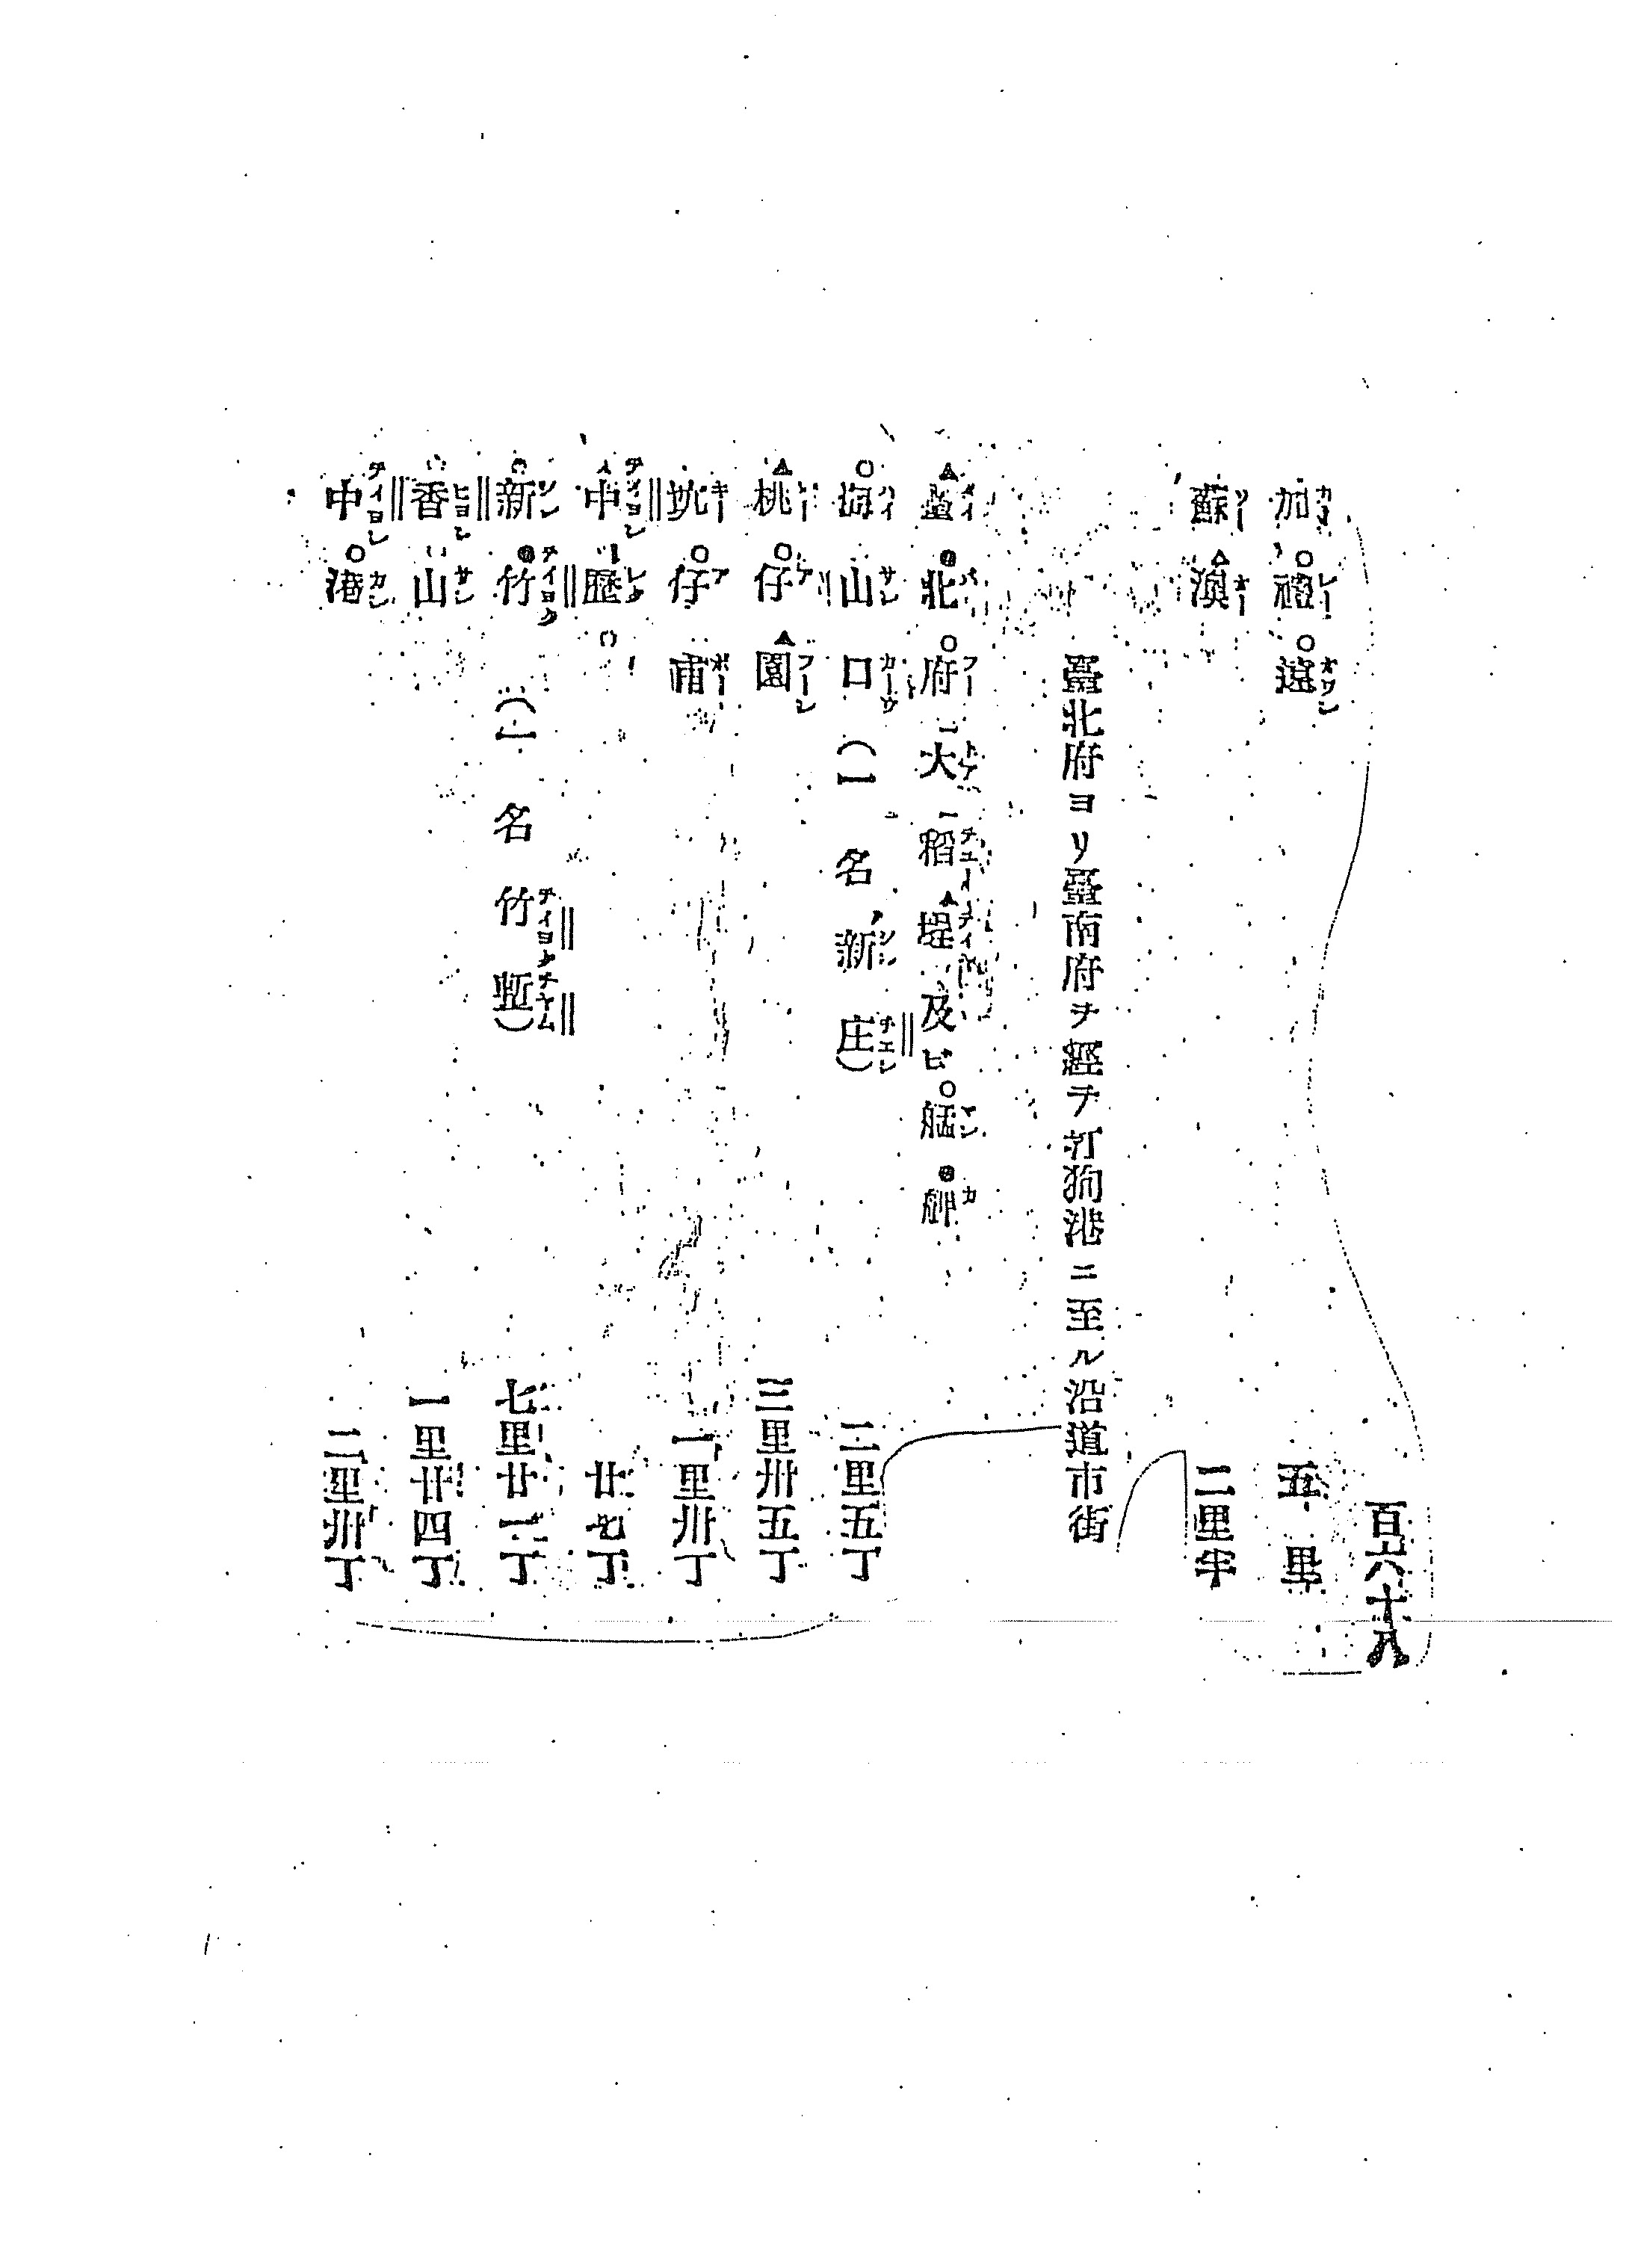 百六十八
加禮遠 五里
蘇澳 二里半
臺北府ヨリ臺南府ヲ經テ打狗港ニ至ル沿道市街
臺北府 大稻埕及ビ艋舺
海山口(一名新庄) 二里五丁
桃仔園 三里卅五丁
坑仔甫 一里卅丁
中歷 廿七丁
新竹(一名竹塹) 七里廿一丁
香山 一里廿四丁
中港 二里卅丁